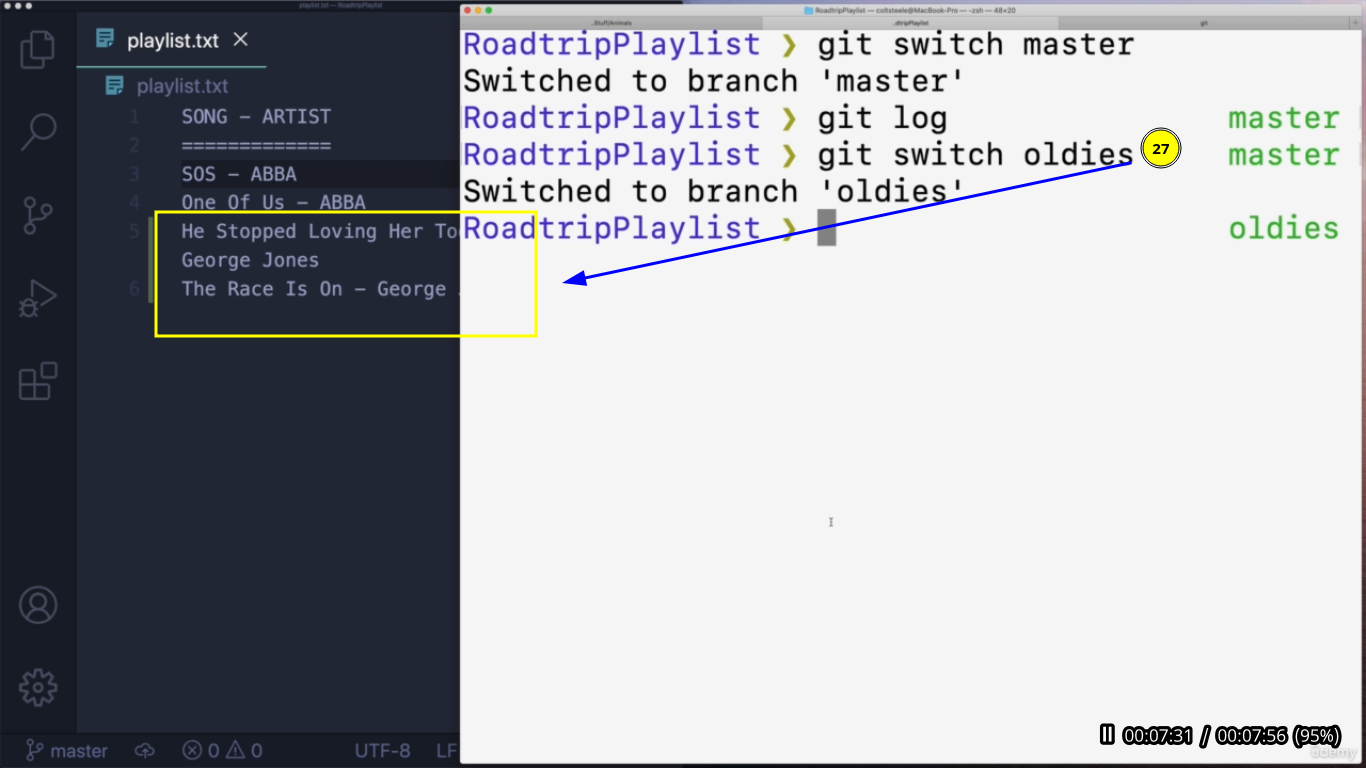 playlist.txt — RoadtripPlaylist
playlist.txt
playlist.txt
1 SONG – ARTIST
2 =============
3 SOS – ABBA
4 One Of Us – ABBA
5 He Stopped Loving Her To
George Jones
6 The Race Is On – George
master
0
0
UTF-8
LF
RoadtripPlaylist — coltsteele@MacBook-Pro — -zsh — 48×20
..Stuff/Animals
..dtripPlaylist
git
RoadtripPlaylist ❯ git switch master
Switched to branch 'master'
RoadtripPlaylist ❯ git log master
RoadtripPlaylist ❯ git switch oldies master
27
Switched to branch 'oldies'
RoadtripPlaylist ❯ oldies
00:07:31 / 00:07:56 (95%)
udemy